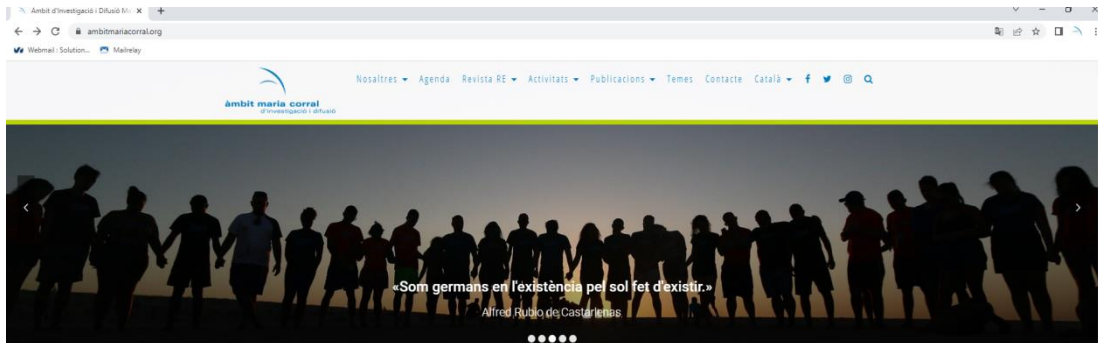 Ambit d'Investigació i Difusió M
ambitmariacorral.org
Webmail : Solution... Mailrelay
Nosaltres Agenda Revista RE Activitats Publicacions Temes Contacte Català
àmbit maria corral
d'investigació i difusió
«Som germans en l'existència pel sol fet d'existir.»
Alfred Rubio de Castarlenas